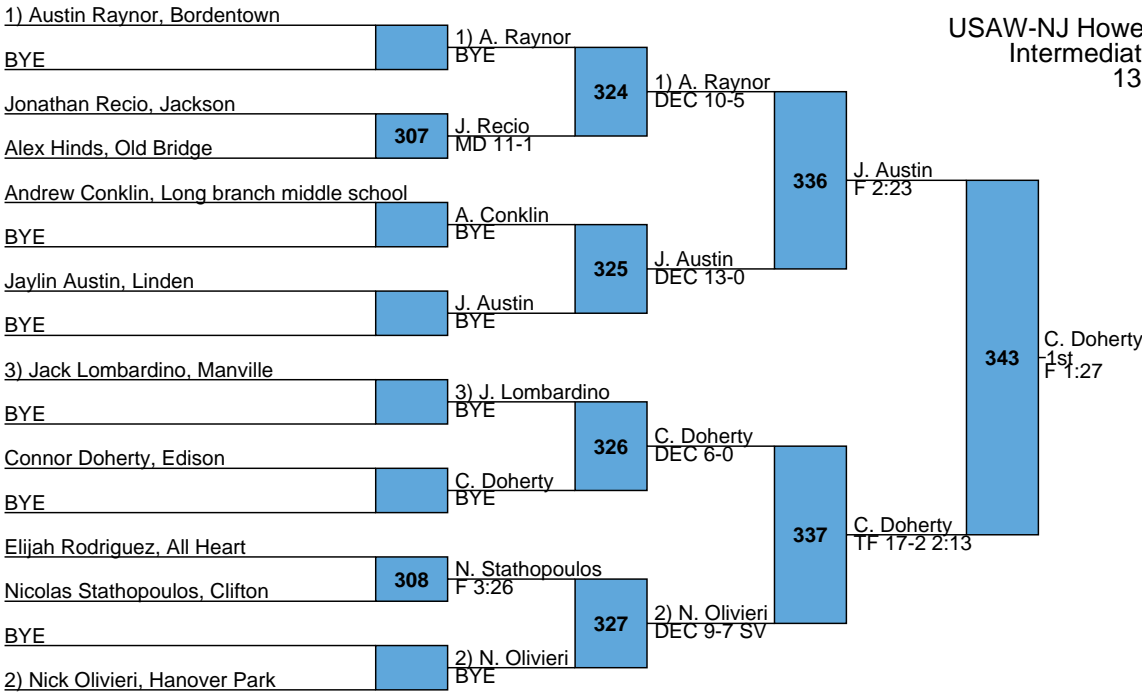 1) Austin Raynor, Bordentown
BYE
Jonathan Recio, Jackson
Alex Hinds, Old Bridge
Andrew Conklin, Long branch middle school
BYE
Jaylin Austin, Linden
BYE
3) Jack Lombardino, Manville
BYE
Connor Doherty, Edison
BYE
Elijah Rodriguez, All Heart
Nicolas Stathopoulos, Clifton
BYE
2) Nick Olivieri, Hanover Park
307
308
1) A. Raynor
BYE
J. Recio
MD 11-1
A. Conklin
BYE
J. Austin
BYE
3) J. Lombardino
BYE
C. Doherty
BYE
N. Stathopoulos
F 3:26
2) N. Olivieri
BYE
324
325
326
327
1) A. Raynor
DEC 10-5
J. Austin
DEC 13-0
C. Doherty
DEC 6-0
2) N. Olivieri
DEC 9-7 SV
336
337
J. Austin
F 2:23
C. Doherty
TF 17-2 2:13
343
C. Doherty
1st
F 1:27
USAW-NJ Howe
Intermediat
13